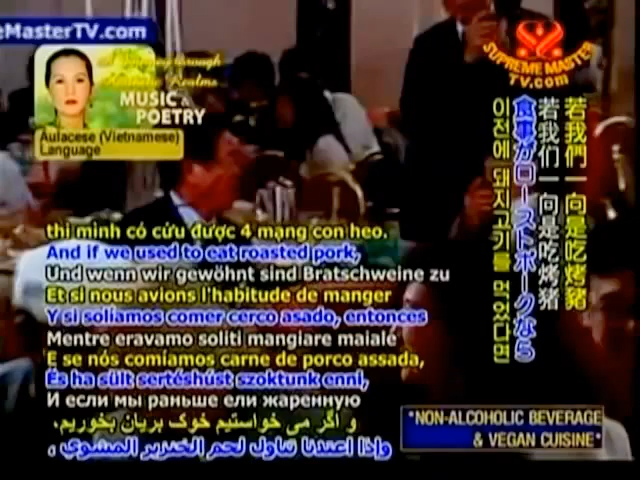 eMasterTV.com
A Journey through
Aesthetic Realms
MUSIC &
POETRY
Aulacese (Vietnamese)
Language
SUPREME MASTER
TV.com
若我們一向是吃烤豬
若我们一向是吃烤猪
食事がローストポークなら
이전에 돼지고기를 먹었다면
thì mình có cứu được 4 mạng con heo.
And if we used to eat roasted pork,
Und wenn wir gewöhnt sind Bratschweine zu
Et si nous avions l'habitude de manger
Y si solíamos comer cerco asado, entonces
Mentre eravamo soliti mangiare maialé
E se nós comíamos carne de porco assada,
És ha sült sertéshúst szoktunk enni,
И если мы раньше ели жаренную
و اگر می خواستیم خوک بریان بخوریم،
وإذا اعتدنا تناول لحم الخنزير المشوي ،
*NON-ALCOHOLIC BEVERAGE
& VEGAN CUISINE*